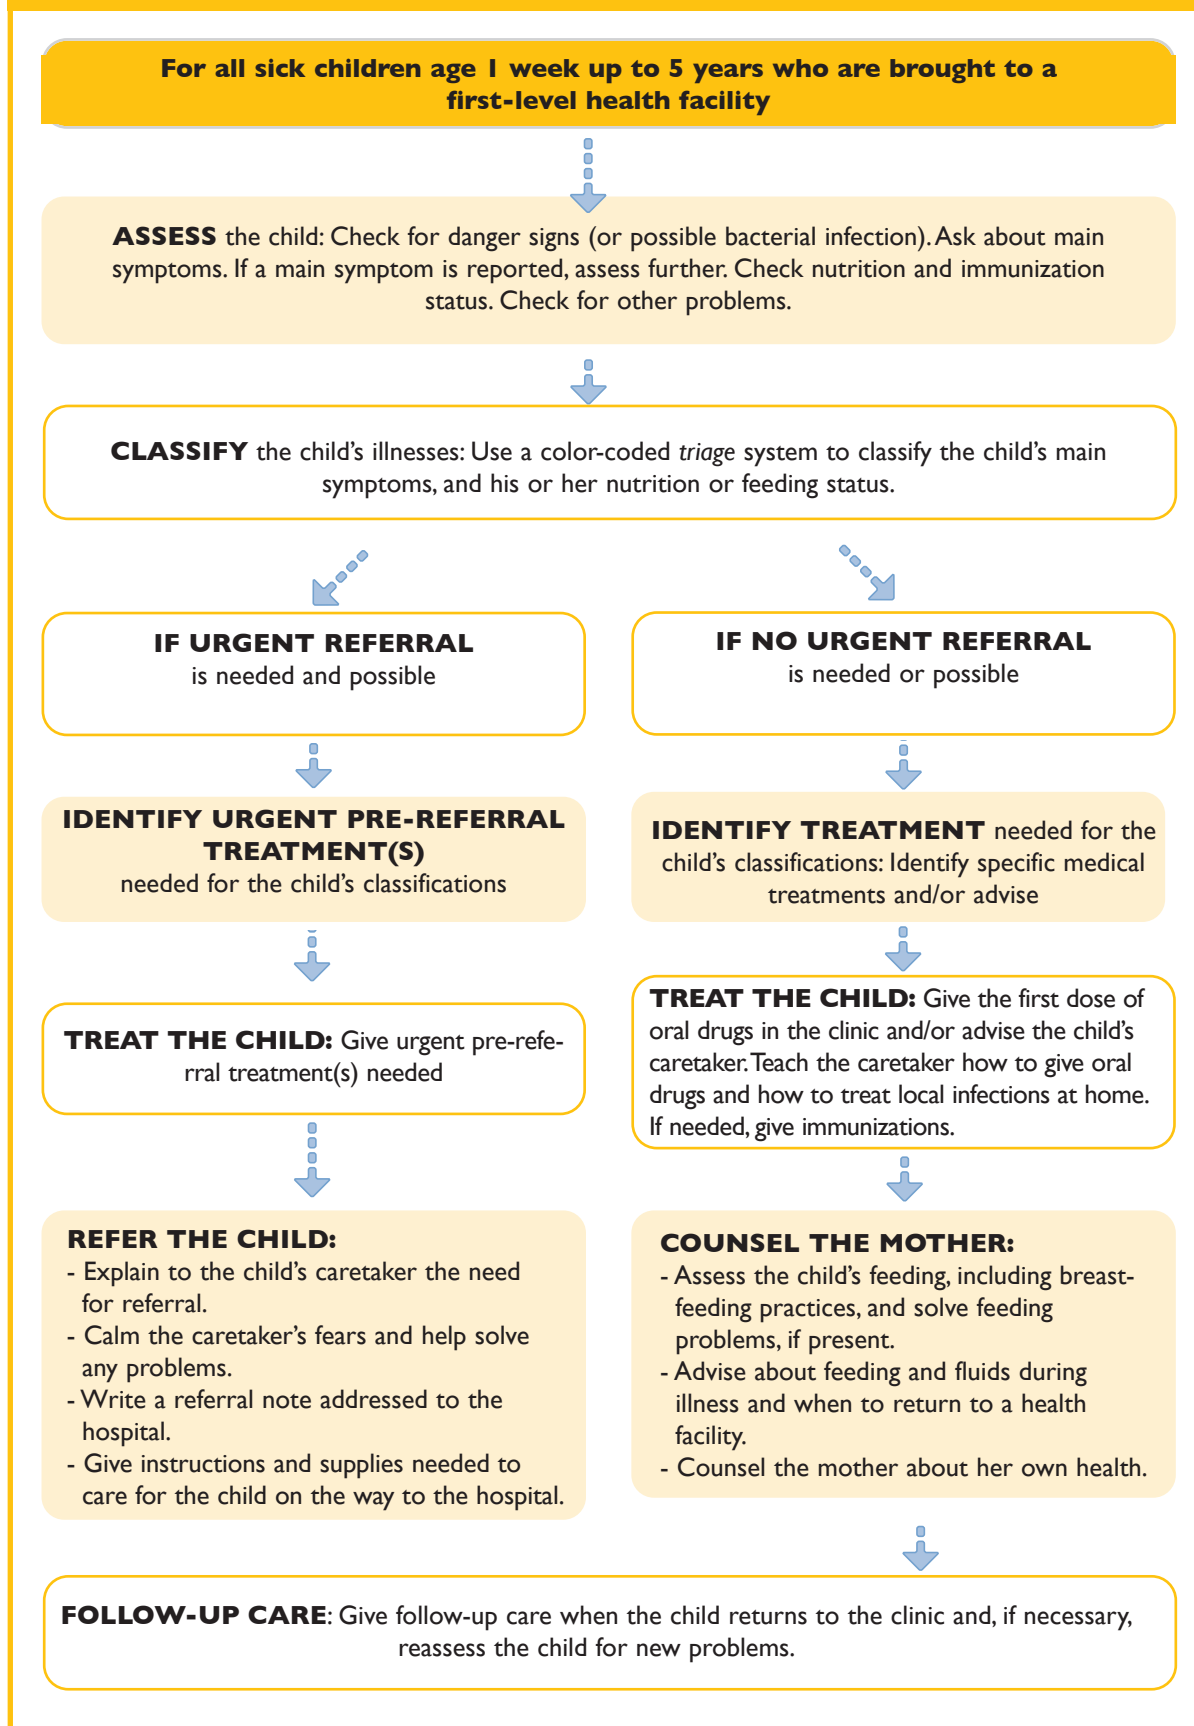 For all sick children age 1 week up to 5 years who are brought to a
first-level health facility
ASSESS the child: Check for danger signs (or possible bacterial infection). Ask about main
symptoms. If a main symptom is reported, assess further. Check nutrition and immunization
status. Check for other problems.
CLASSIFY the child's illnesses: Use a color-coded triage system to classify the child's main
symptoms, and his or her nutrition or feeding status.
IF URGENT REFERRAL
is needed and possible
IDENTIFY URGENT PRE-REFERRAL
TREATMENT(S)
needed for the child's classifications
TREAT THE CHILD: Give urgent pre-refe-
rral treatment(s) needed
REFER THE CHILD:
- Explain to the child's caretaker the need
for referral.
- Calm the caretaker's fears and help solve
any problems.
- Write a referral note addressed to the
hospital.
- Give instructions and supplies needed to
care for the child on the way to the hospital.
IF NO URGENT REFERRAL
is needed or possible
IDENTIFY TREATMENT needed for the
child's classifications: Identify specific medical
treatments and/or advise
TREAT THE CHILD: Give the first dose of
oral drugs in the clinic and/or advise the child's
caretaker. Teach the caretaker how to give oral
drugs and how to treat local infections at home.
If needed, give immunizations.
COUNSEL THE MOTHER:
- Assess the child's feeding, including breast-
feeding practices, and solve feeding
problems, if present.
- Advise about feeding and fluids during
illness and when to return to a health
facility.
- Counsel the mother about her own health.
FOLLOW-UP CARE: Give follow-up care when the child returns to the clinic and, if necessary,
reassess the child for new problems.